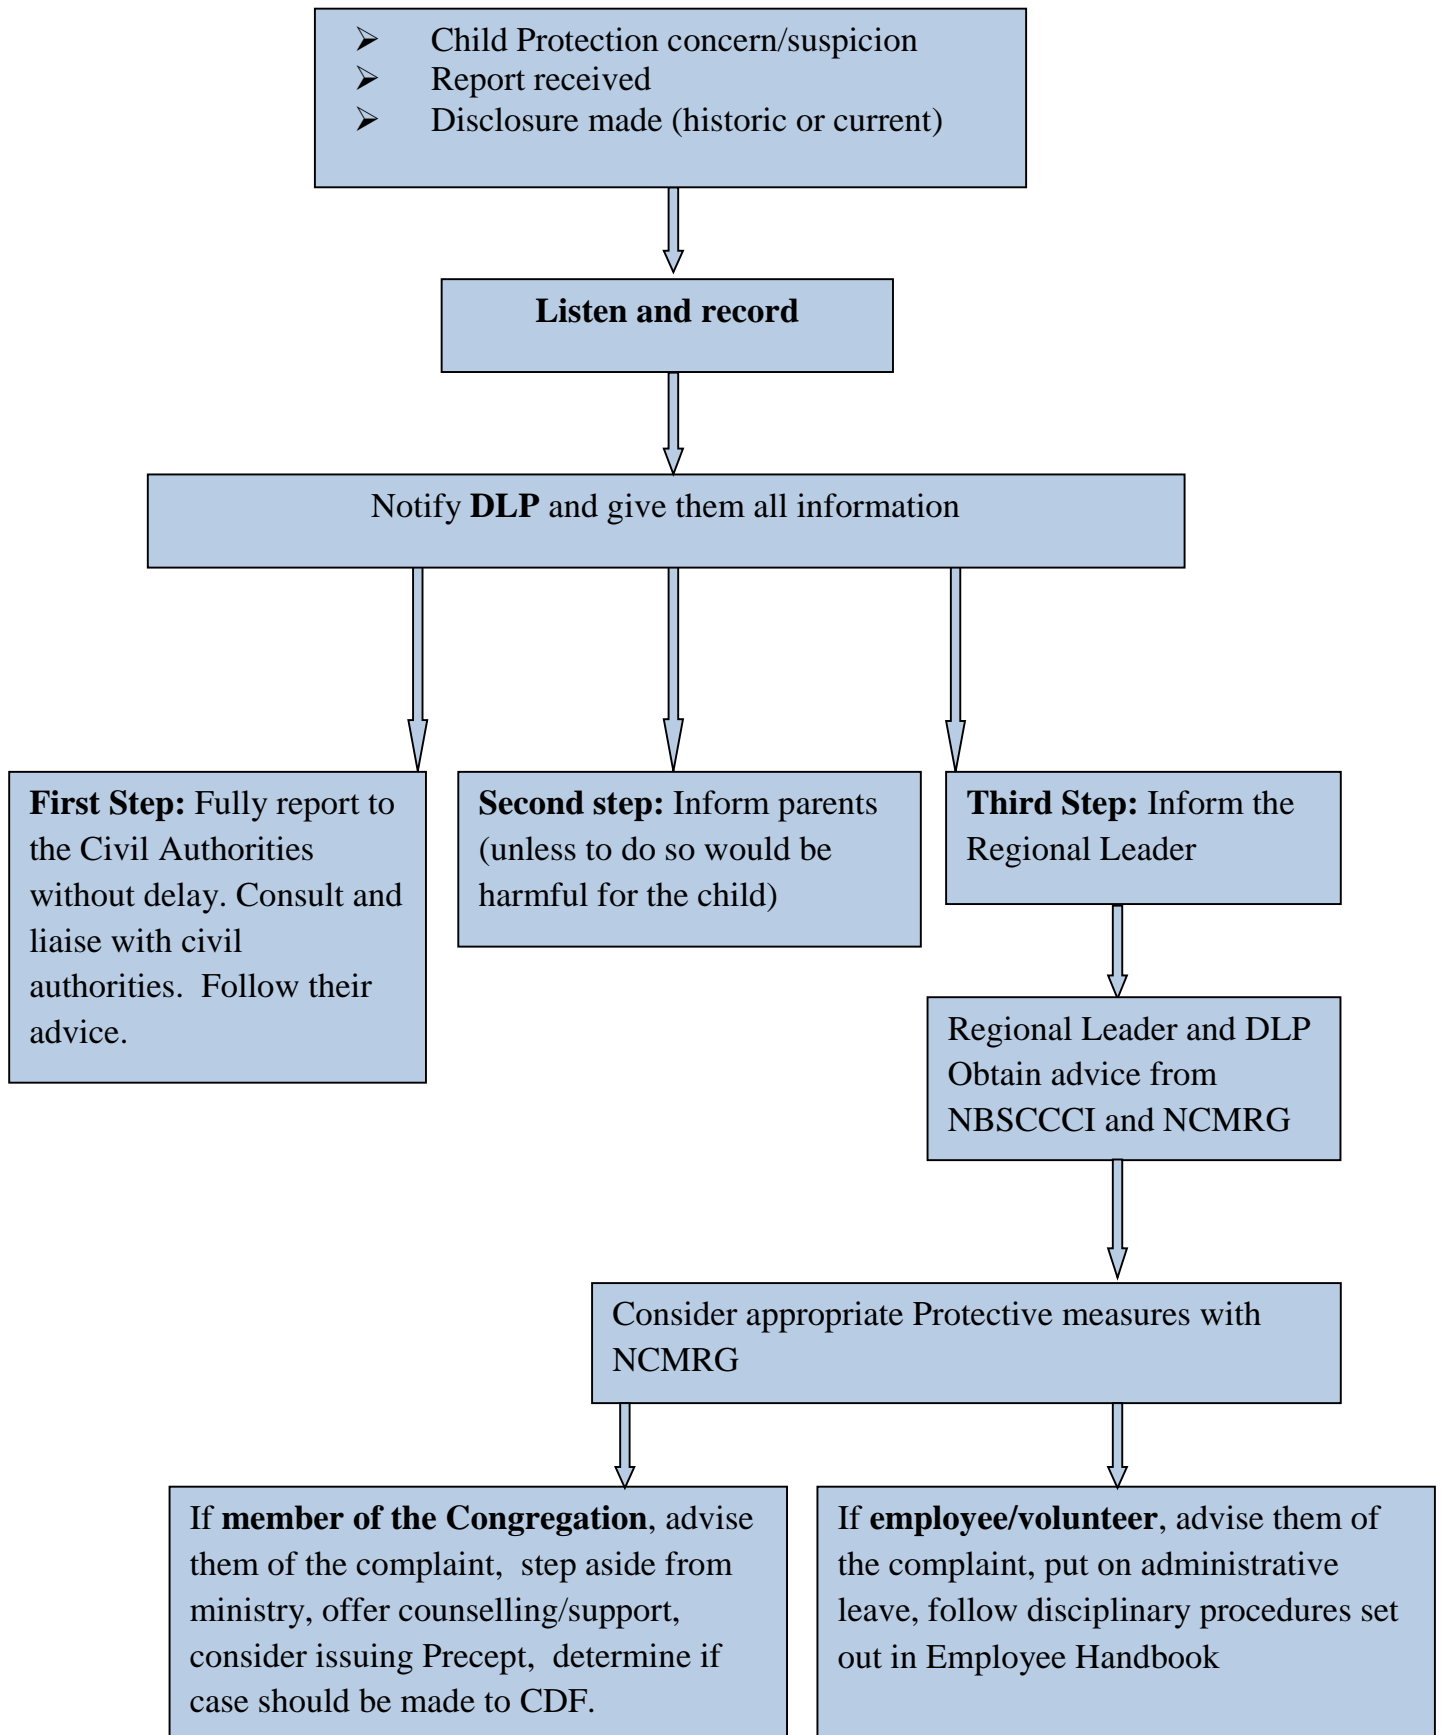 ➢ Child Protection concern/suspicion
➢ Report received
➢ Disclosure made (historic or current)
Listen and record
Notify DLP and give them all information
First Step: Fully report to
the Civil Authorities
without delay. Consult and
liaise with civil
authorities.  Follow their
advice.
Second step: Inform parents
(unless to do so would be
harmful for the child)
Third Step: Inform the
Regional Leader
Regional Leader and DLP
Obtain advice from
NBSCCCI and NCMRG
Consider appropriate Protective measures with
NCMRG
If member of the Congregation, advise
them of the complaint,  step aside from
ministry, offer counselling/support,
consider issuing Precept,  determine if
case should be made to CDF.
If employee/volunteer, advise them of
the complaint, put on administrative
leave, follow disciplinary procedures set
out in Employee Handbook